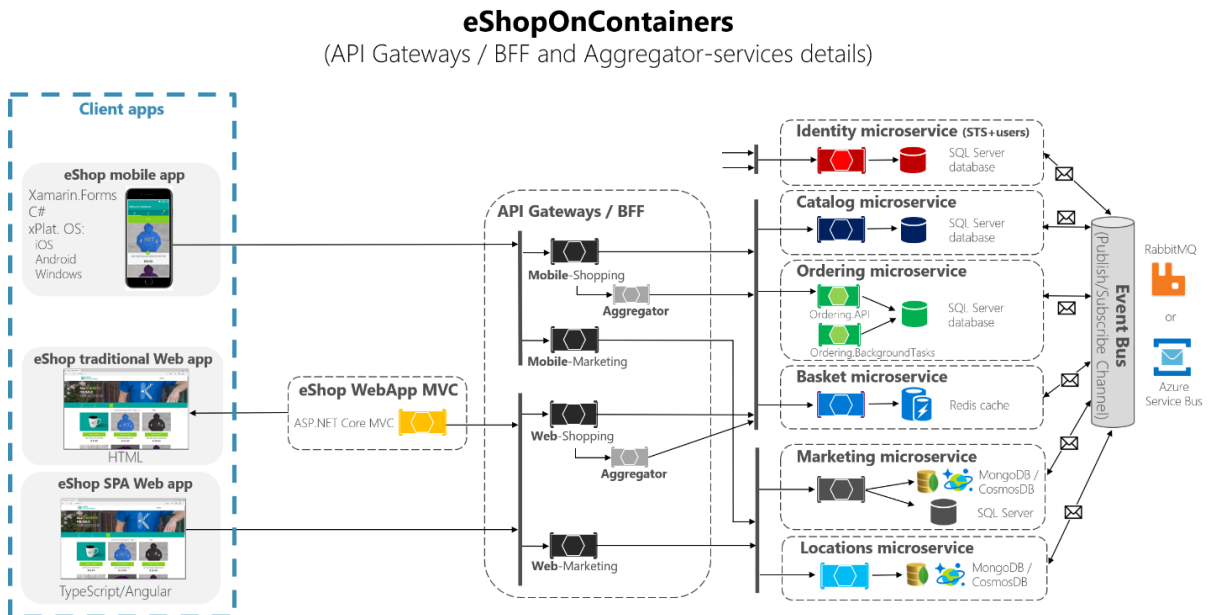 eShopOnContainers
(API Gateways / BFF and Aggregator-services details)
Client apps
eShop mobile app
Xamarin.Forms
C#
xPlat. OS:
iOS
Android
Windows
eShop traditional Web app
HTML
eShop SPA Web app
TypeScript/Angular
eShop WebApp MVC
ASP.NET Core MVC
API Gateways / BFF
Mobile-Shopping
Aggregator
Mobile-Marketing
Web-Shopping
Aggregator
Web-Marketing
Identity microservice (STS+users)
SQL Server
database
Catalog microservice
SQL Server
database
Ordering microservice
Ordering.API
SQL Server
database
Ordering.BackgroundTasks
Basket microservice
Redis cache
Marketing microservice
MongoDB /
CosmosDB
SQL Server
Locations microservice
MongoDB /
CosmosDB
Event Bus
(Publish/Subscribe Channel)
RabbitMQ
or
Azure
Service Bus